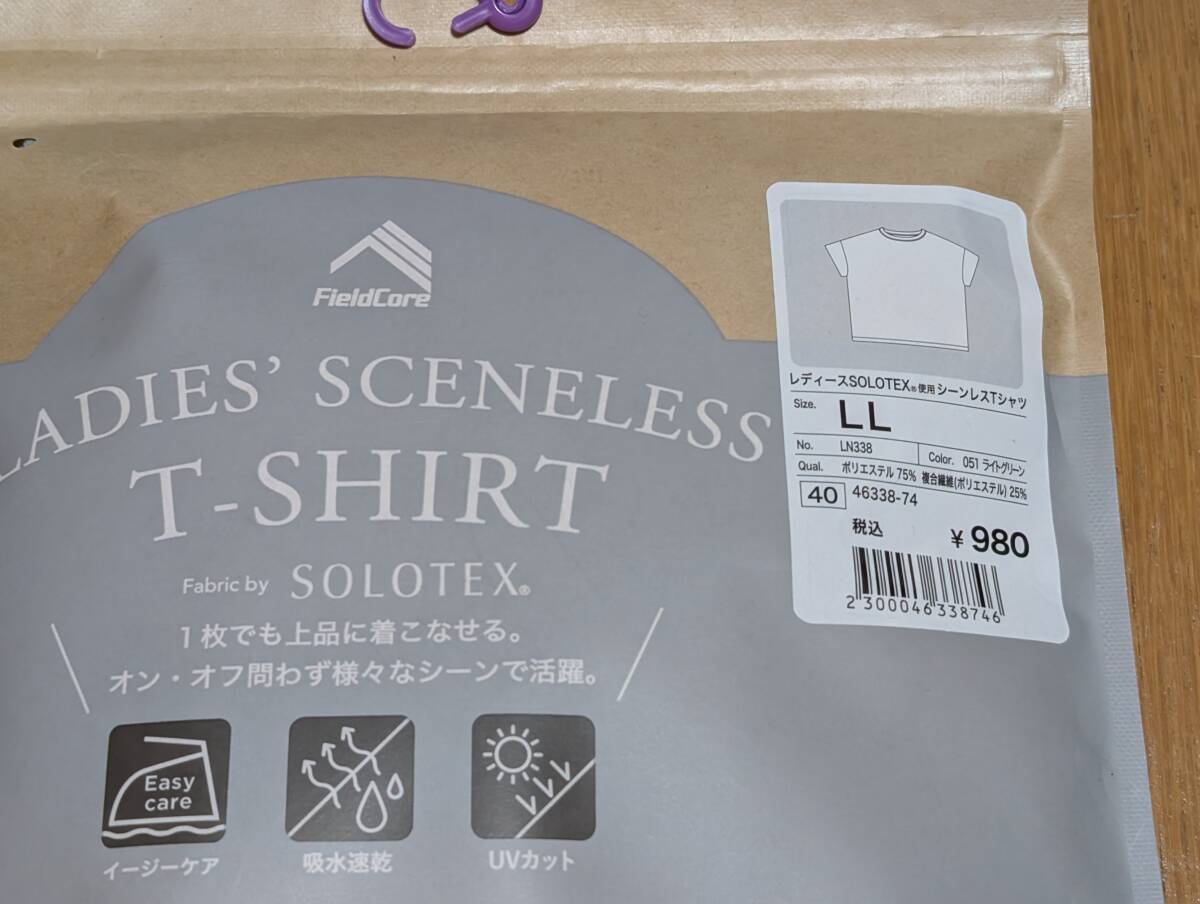 FieldCore
LADIES' SCENELESS
T-SHIRT
Fabric by SOLOTEX®
1枚でも上品に着こなせる。
オン・オフ問わず様々なシーンで活躍。
Easy
care
イージーケア
吸水速乾
UVカット
レディースSOLOTEX®使用 シーンレスTシャツ
Size. LL
No. LN338 Color. 051 ライトグリーン
Qual. ポリエステル 75% 複合繊維(ポリエステル) 25%
40 46338-74
税込 ¥980
2300046338746